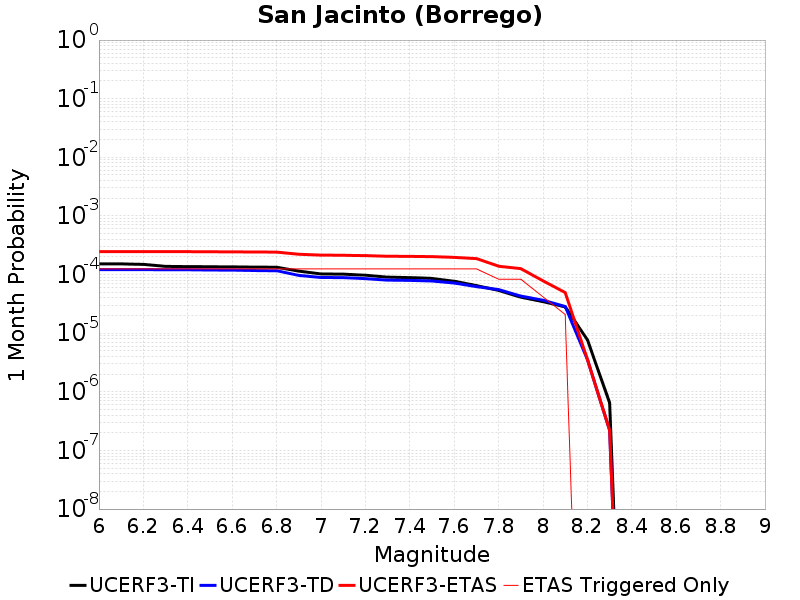 San Jacinto (Borrego)
1 Month Probability
10^0
10^-1
10^-2
10^-3
10^-4
10^-5
10^-6
10^-7
10^-8
6 6.2 6.4 6.6 6.8 7 7.2 7.4 7.6 7.8 8 8.2 8.4 8.6 8.8 9
Magnitude
UCERF3-TI UCERF3-TD UCERF3-ETAS ETAS Triggered Only